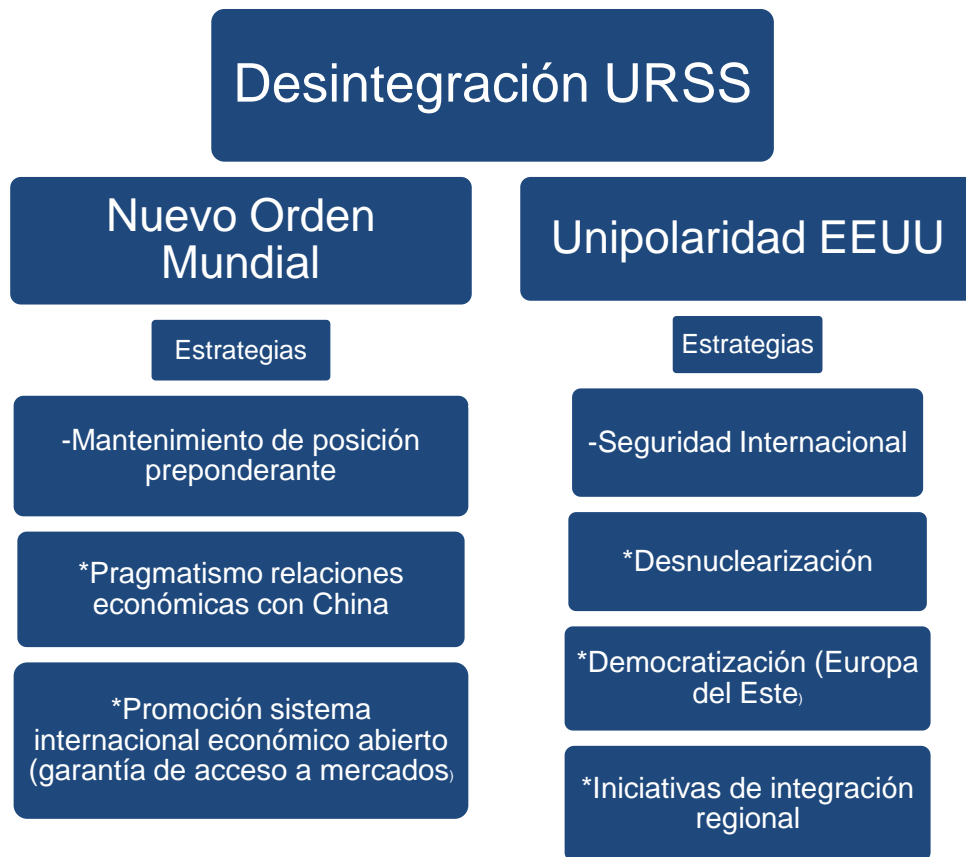 Desintegración URSS
Nuevo Orden
Mundial
Estrategias
-Mantenimiento de posición
preponderante
*Pragmatismo relaciones
económicas con China
*Promoción sistema
internacional económico abierto
(garantía de acceso a mercados)
Unipolaridad EEUU
Estrategias
-Seguridad Internacional
*Desnuclearización
*Democratización (Europa
del Este)
*Iniciativas de integración
regional